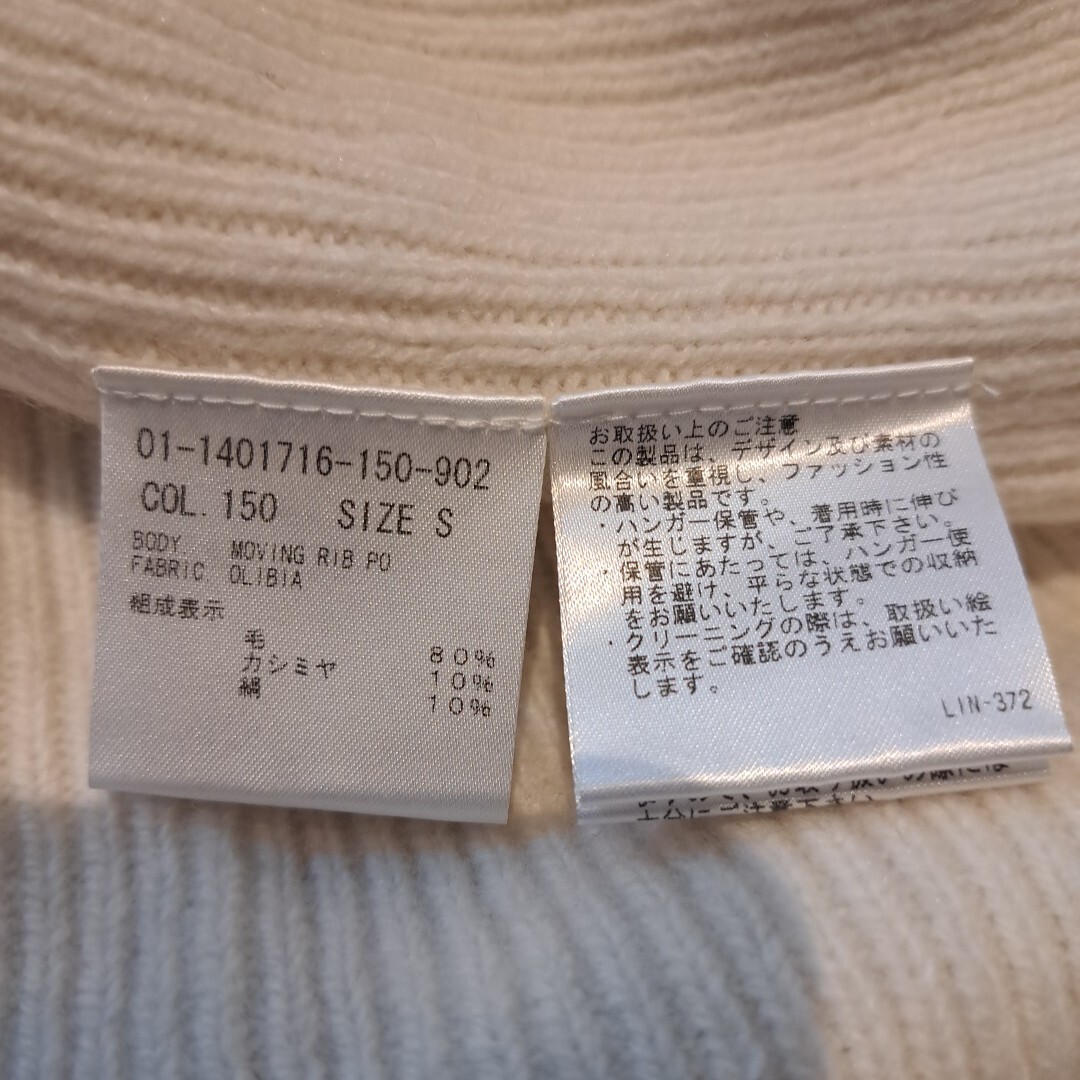 01-1401716-150-902
COL.150 SIZE S
BODY. MOVING RIB PO
FABRIC OLIBIA
組成表示
毛 80%
カシミヤ 10%
絹 10%
お取扱い上のご注意
この製品は、デザイン及び素材の
風合いを重視し、ファッション性
の高い製品です。
・ハンガー保管や、着用時に伸び
が生じますが、ご了承下さい。
・保管にあたっては、ハンガー使
用を避け、平らな状態での収納
をお願いいたします。
・クリーニングの際は、取扱い絵
表示をご確認のうえお願いいた
します。
LIN-372